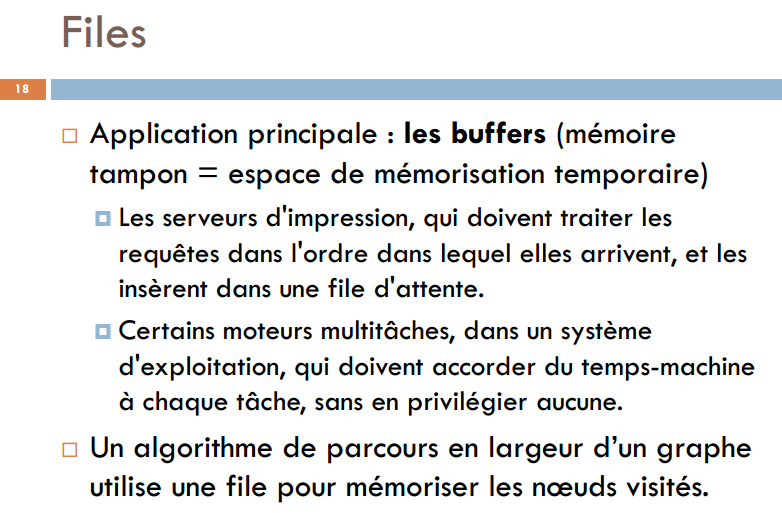 Files
18
Application principale : les buffers (mémoire
tampon = espace de mémorisation temporaire)
Les serveurs d'impression, qui doivent traiter les
requêtes dans l'ordre dans lequel elles arrivent, et les
insèrent dans une file d'attente.
Certains moteurs multitâches, dans un système
d'exploitation, qui doivent accorder du temps-machine
à chaque tâche, sans en privilégier aucune.
Un algorithme de parcours en largeur d’un graphe
utilise une file pour mémoriser les nœuds visités.